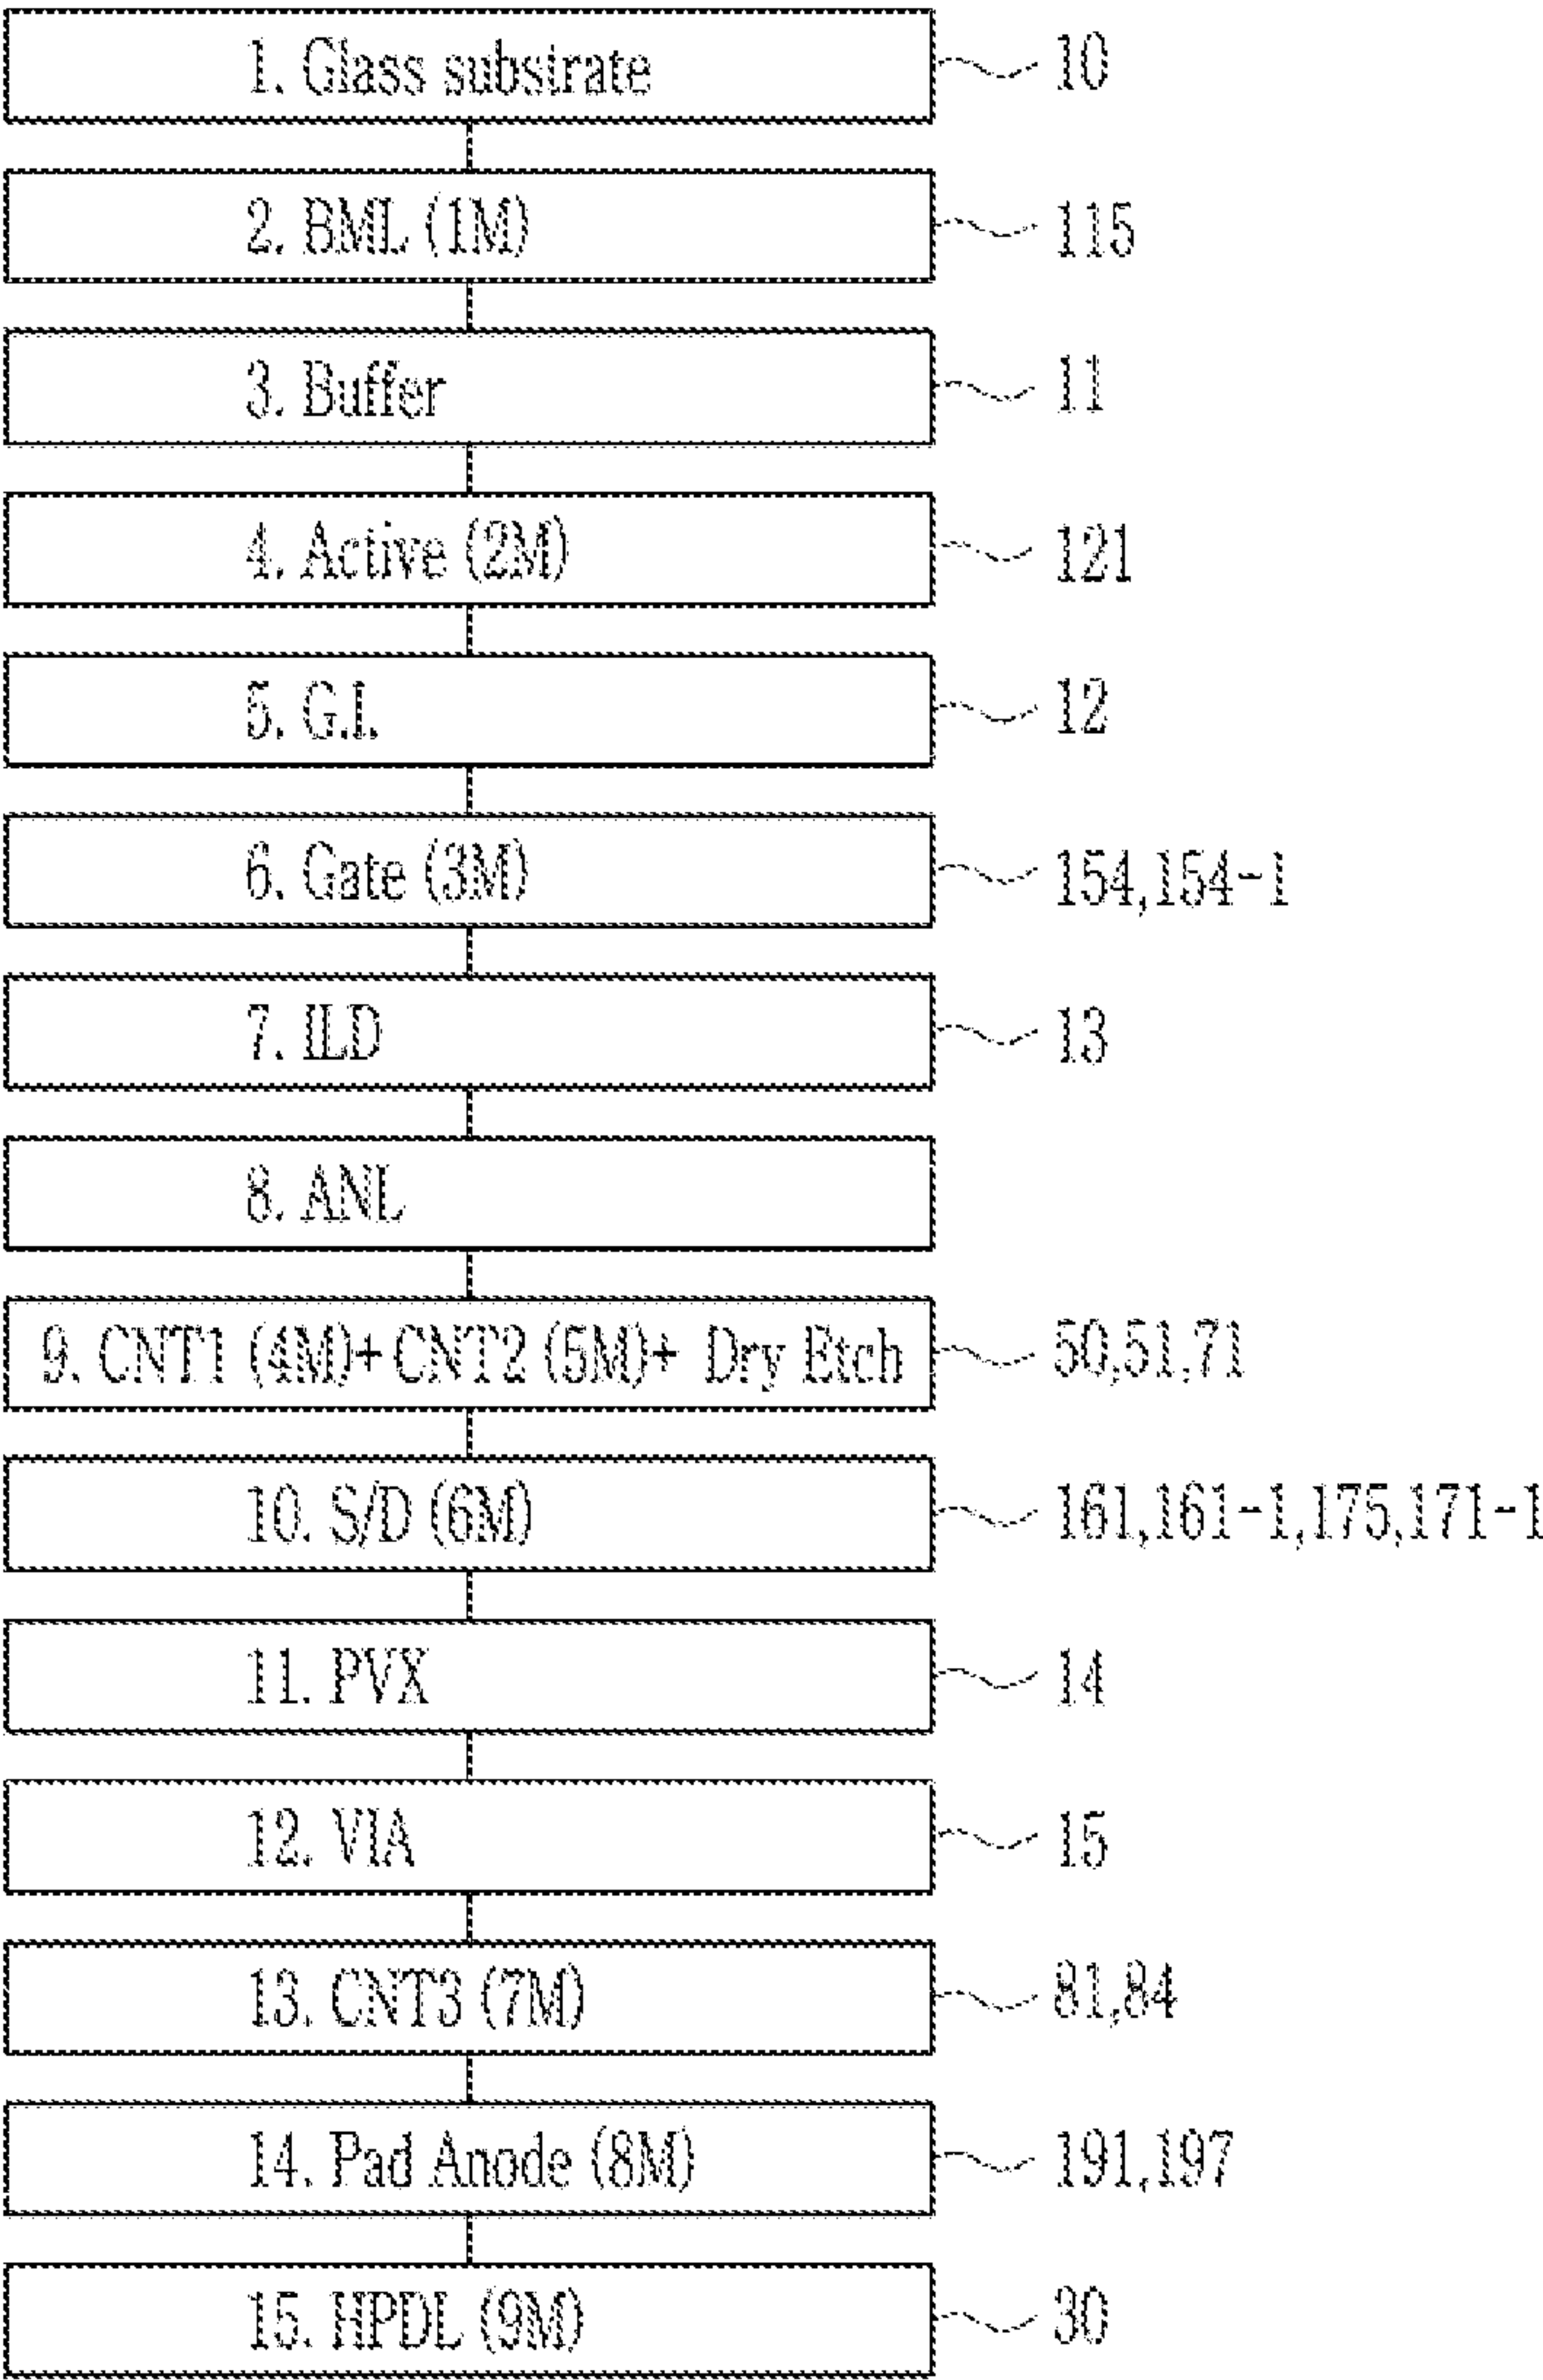 1. Glass substrate 10
2. BML (1M) 115
3. Buffer 11
4. Active (2M) 121
5. G.I. 12
6. Gate (3M) 154,154-1
7. ILD 13
8. ANL
9. CNT1 (4M)+ CNT2 (5M)+ Dry Etch 50,51,71
10. S/D (6M) 161,161-1,175,171-1
11. PVX 14
12. VIA 15
13. CNT3 (7M) 81,84
14. Pad Anode (8M) 191,197
15. HPDL (9M) 30